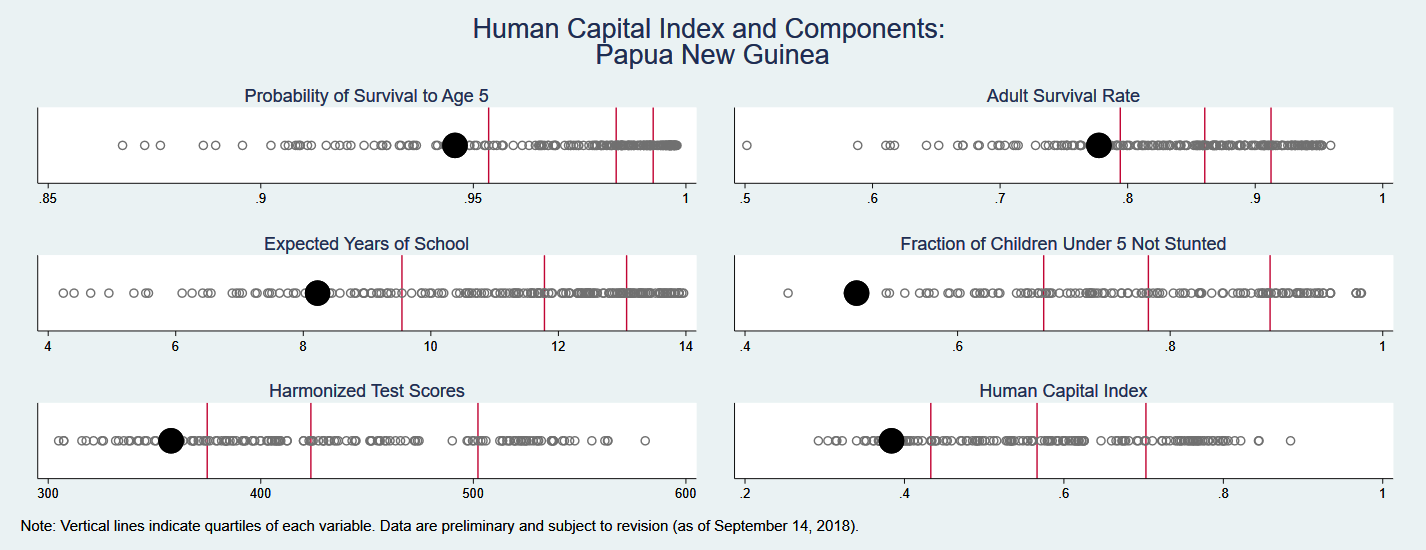 Human Capital Index and Components:
Papua New Guinea
Probability of Survival to Age 5
.85 .9 .95 1
Adult Survival Rate
.5 .6 .7 .8 .9 1
Expected Years of School
4 6 8 10 12 14
Fraction of Children Under 5 Not Stunted
.4 .6 .8 1
Harmonized Test Scores
300 400 500 600
Human Capital Index
.2 .4 .6 .8 1
Note: Vertical lines indicate quartiles of each variable. Data are preliminary and subject to revision (as of September 14, 2018).